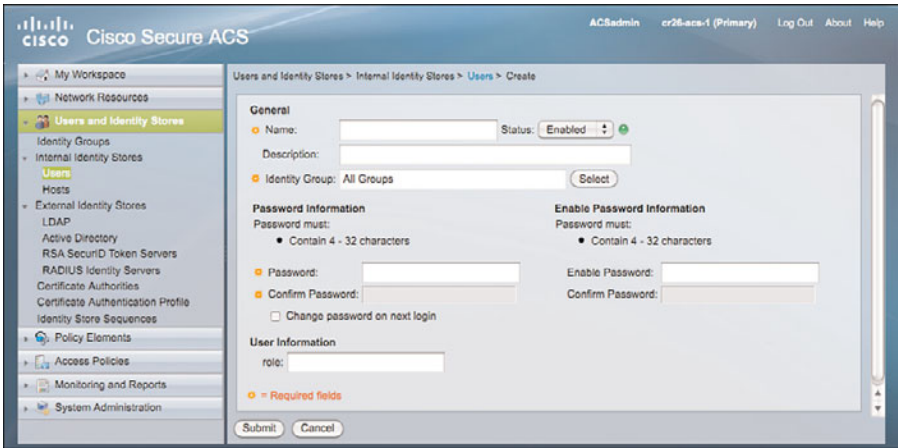 ACSadmin cr26-acs-1 (Primary) Log Out About Help
CISCO Cisco Secure ACS
My Workspace
Network Resources
Users and Identity Stores
Identity Groups
Internal Identity Stores
Users
Hosts
External Identity Stores
LDAP
Active Directory
RSA SecurID Token Servers
RADIUS Identity Servers
Certificate Authorities
Certificate Authentication Profile
Identity Store Sequences
Policy Elements
Access Policies
Monitoring and Reports
System Administration
Users and Identity Stores > Internal Identity Stores > Users > Create
General
Name: Status: Enabled
Description:
Identity Group: All Groups Select
Password Information
Password must:
• Contain 4 - 32 characters
Password:
Confirm Password:
Change password on next login
Enable Password Information
Password must:
• Contain 4 - 32 characters
Enable Password:
Confirm Password:
User Information
role:
= Required fields
Submit Cancel